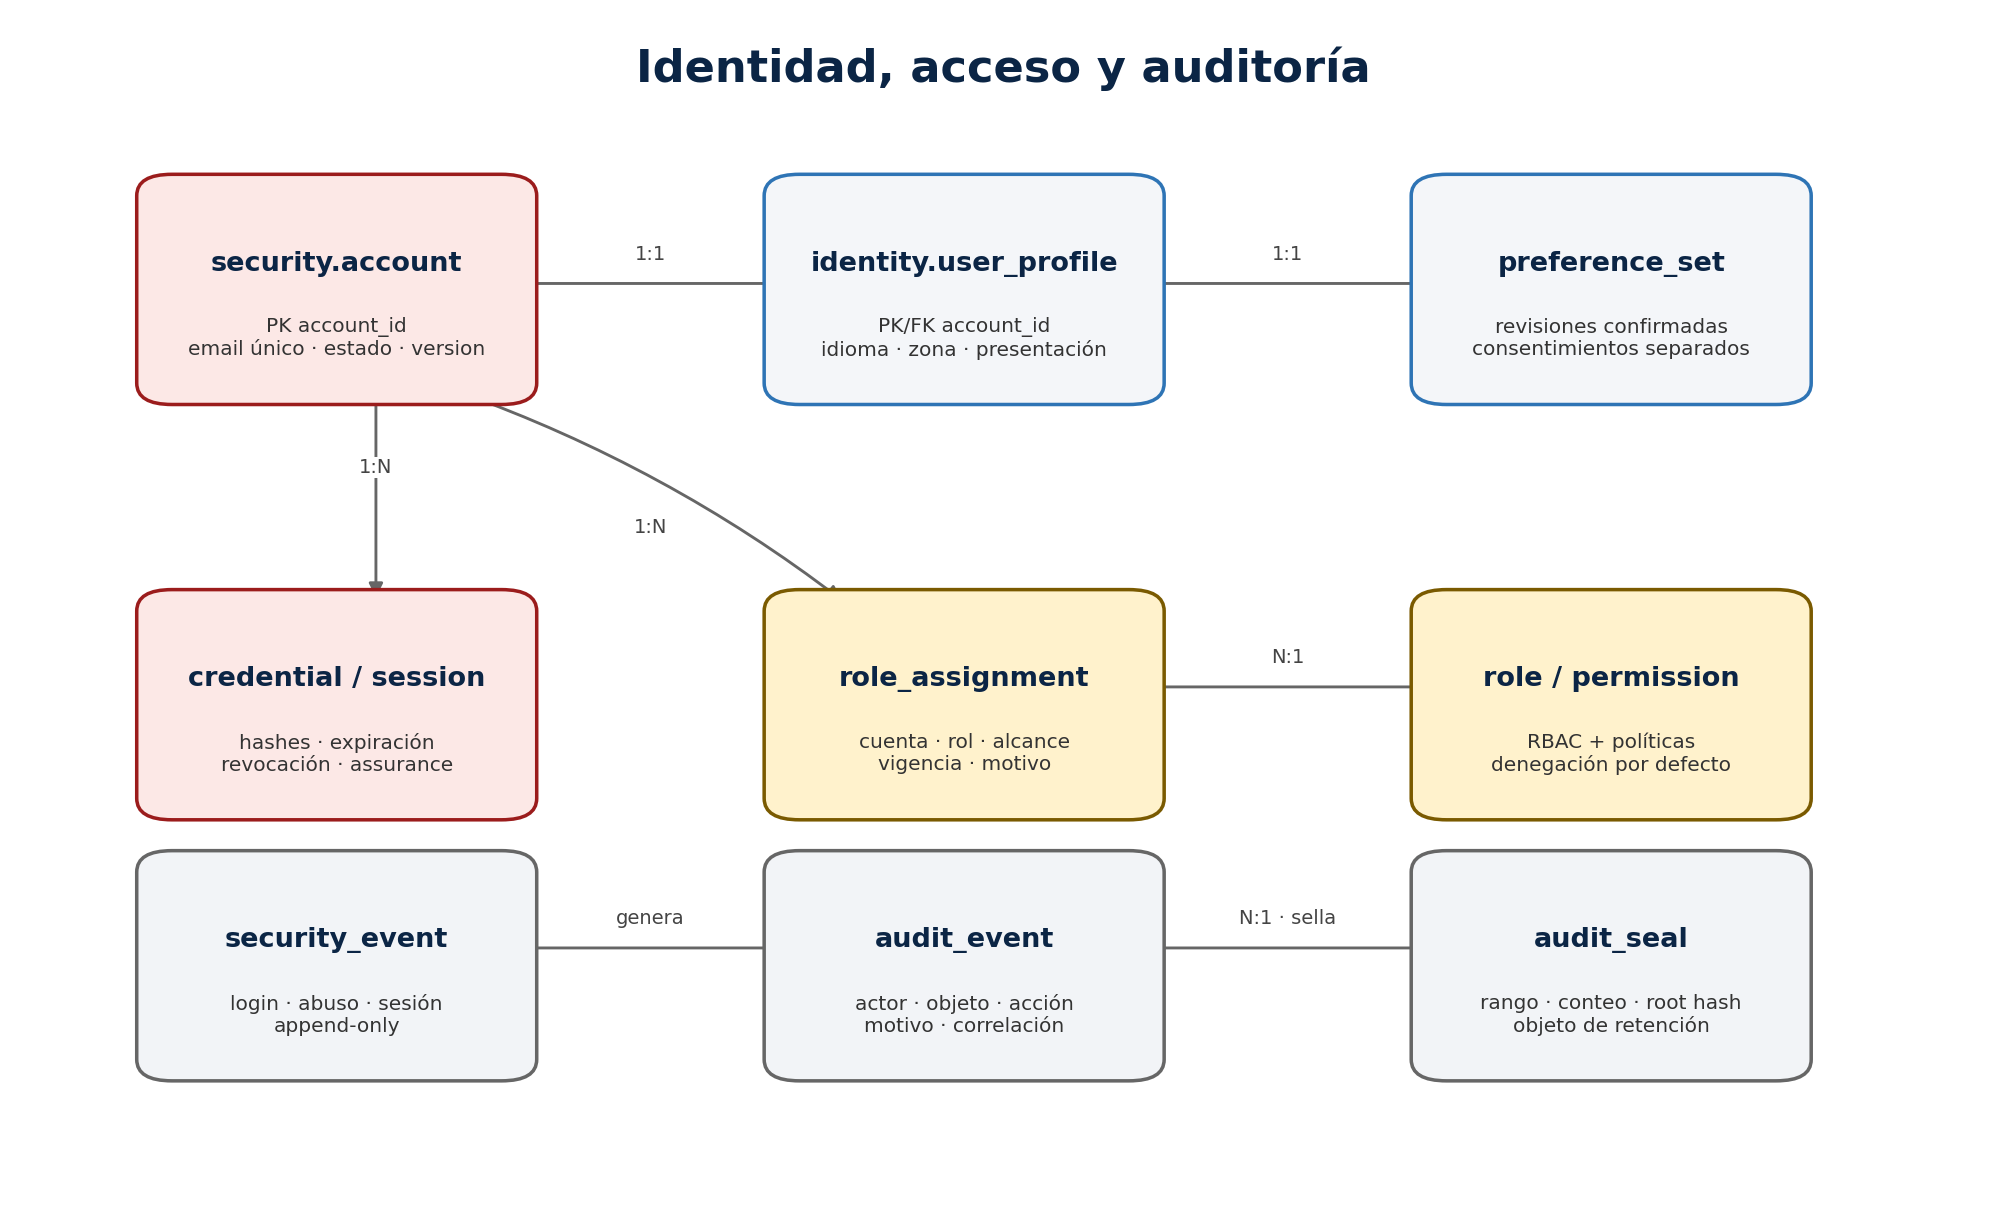 Identidad, acceso y auditoría
security.account
PK account_id
email único · estado · version
1:1
identity.user_profile
PK/FK account_id
idioma · zona · presentación
1:1
preference_set
revisiones confirmadas
consentimientos separados
1:N
1:N
credential / session
hashes · expiración
revocación · assurance
role_assignment
cuenta · rol · alcance
vigencia · motivo
N:1
role / permission
RBAC + políticas
denegación por defecto
security_event
login · abuso · sesión
append-only
genera
audit_event
actor · objeto · acción
motivo · correlación
N:1 · sella
audit_seal
rango · conteo · root hash
objeto de retención